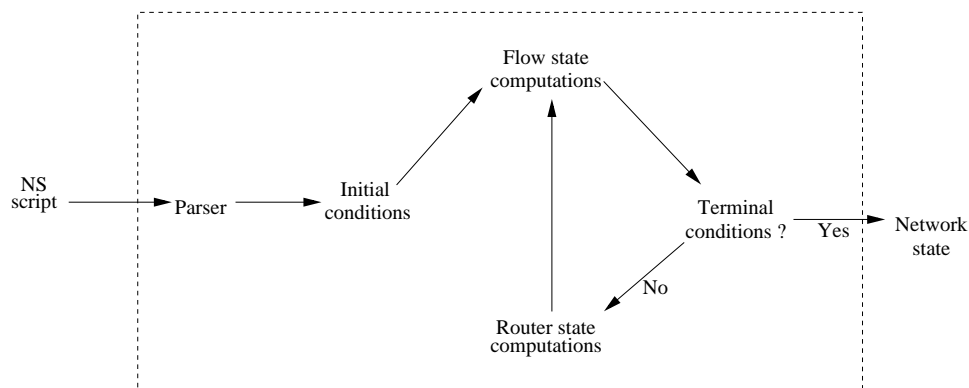 Flow state
computations
NS
script
Parser
Initial
conditions
Terminal
conditions ?
Yes
Network
state
No
Router state
computations